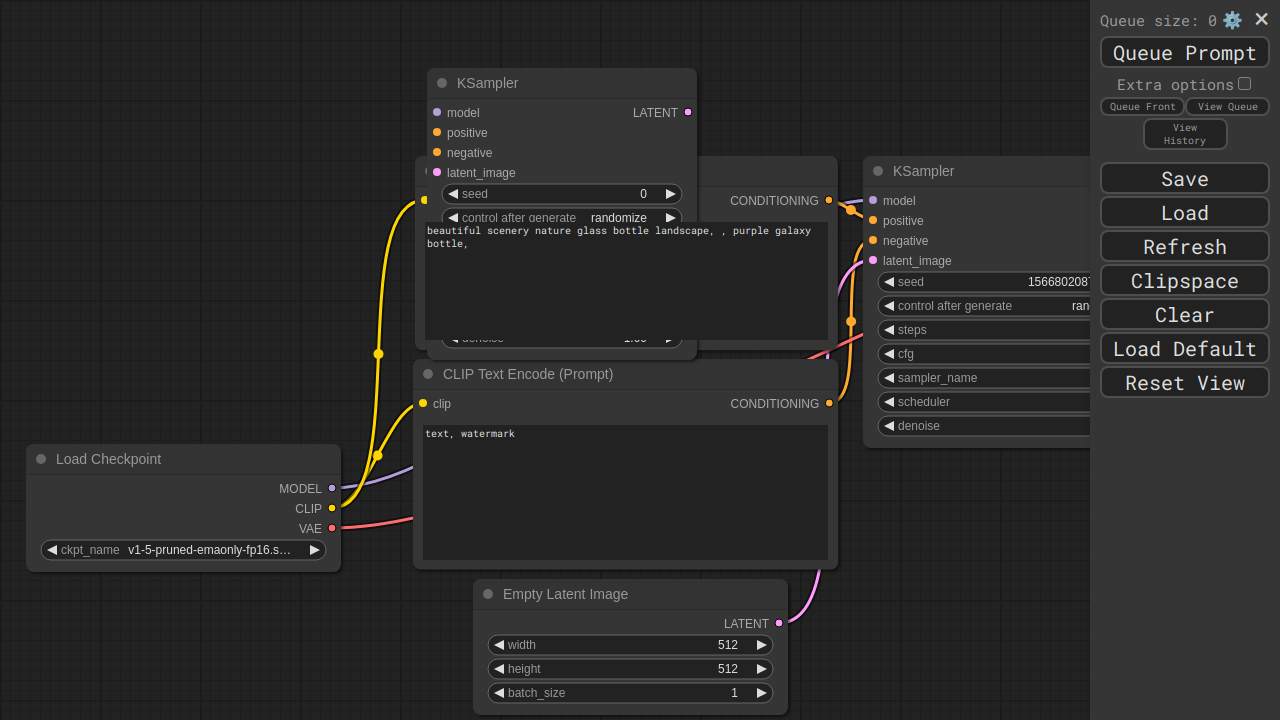 Queue size: 0
Queue Prompt
Extra options
Queue Front
View Queue
View
History
Save
Load
Refresh
Clipspace
Clear
Load Default
Reset View
KSampler
model
LATENT
positive
negative
latent_image
seed 0
control after generate randomize
CONDITIONING
beautiful scenery nature glass bottle landscape, , purple galaxy
bottle,
denoise 1.00
CLIP Text Encode (Prompt)
clip
CONDITIONING
text, watermark
KSampler
model
positive
negative
latent_image
seed 1566802087
control after generate ran
steps
cfg
sampler_name
scheduler
denoise
Load Checkpoint
MODEL
CLIP
VAE
ckpt_name v1-5-pruned-emaonly-fp16.s…
Empty Latent Image
LATENT
width 512
height 512
batch_size 1